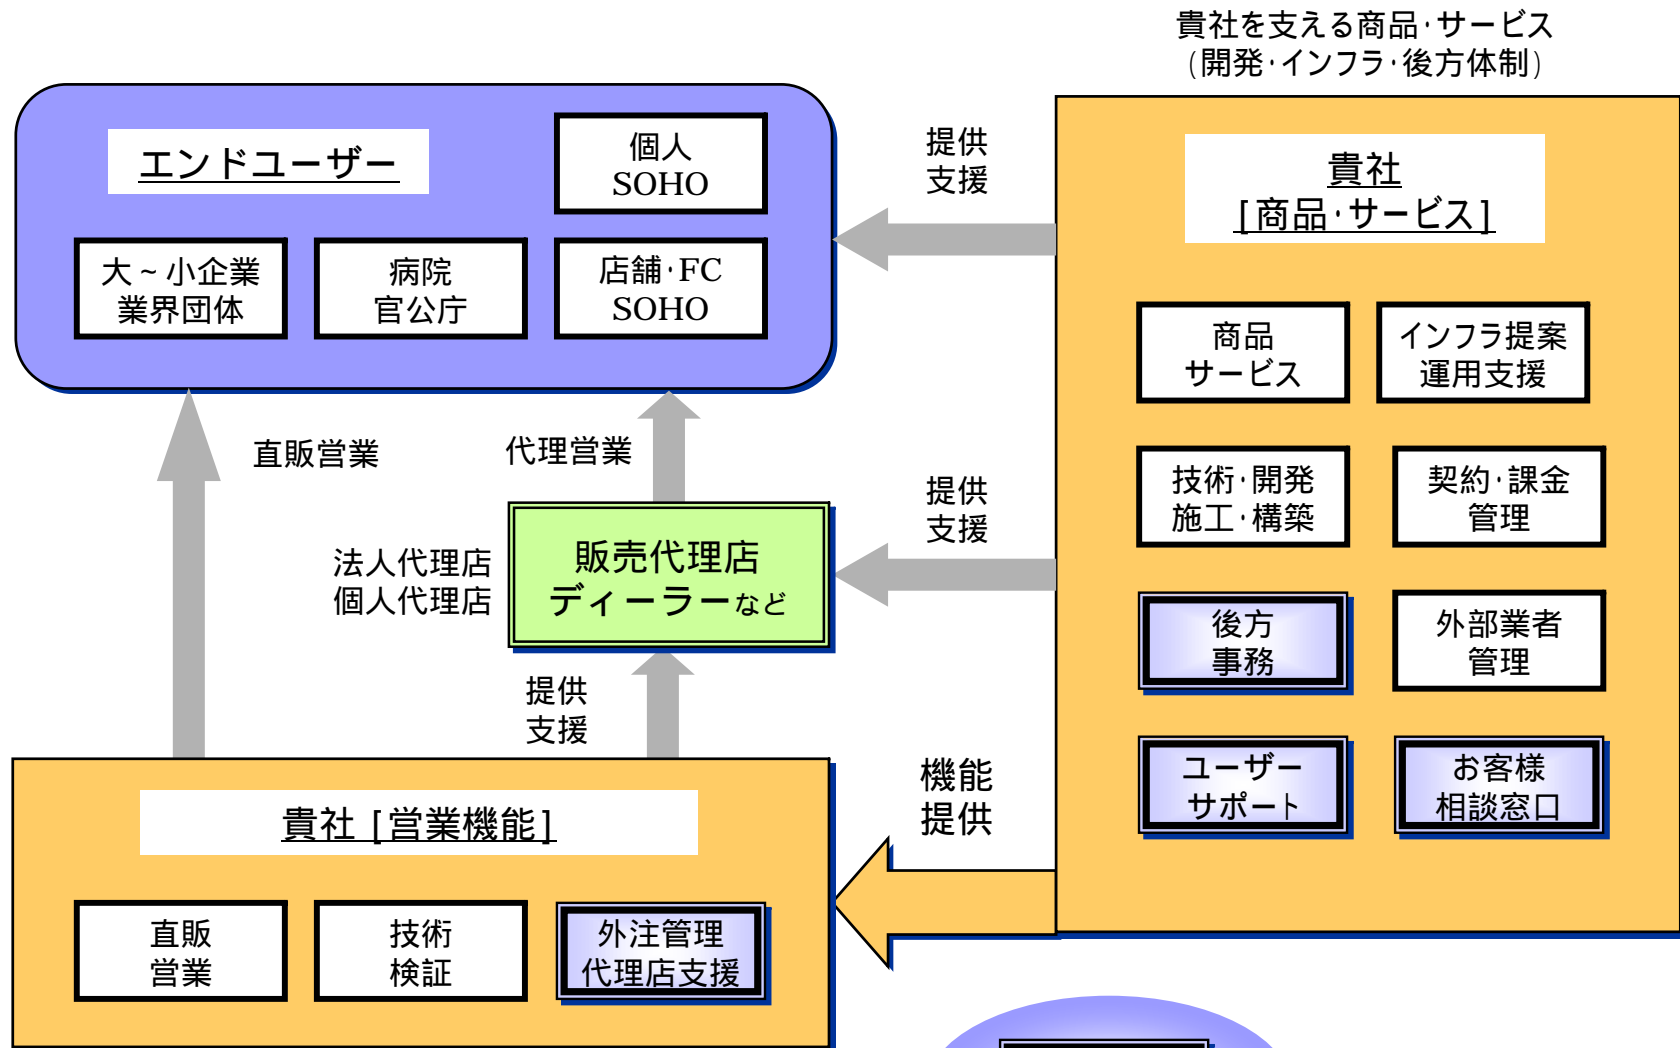 貴社を支える商品・サービス
(開発・インフラ・後方体制)
エンドユーザー
個人
SOHO
大~小企業
業界団体
病院
官公庁
店舗・FC
SOHO
提供
支援
貴社
[商品・サービス]
商品
サービス
インフラ提案
運用支援
技術・開発
施工・構築
契約・課金
管理
後方
事務
外部業者
管理
ユーザー
サポート
お客様
相談窓口
直販営業
代理営業
提供
支援
法人代理店
個人代理店
販売代理店
ディーラーなど
提供
支援
機能
提供
貴社 [営業機能]
直販
営業
技術
検証
外注管理
代理店支援